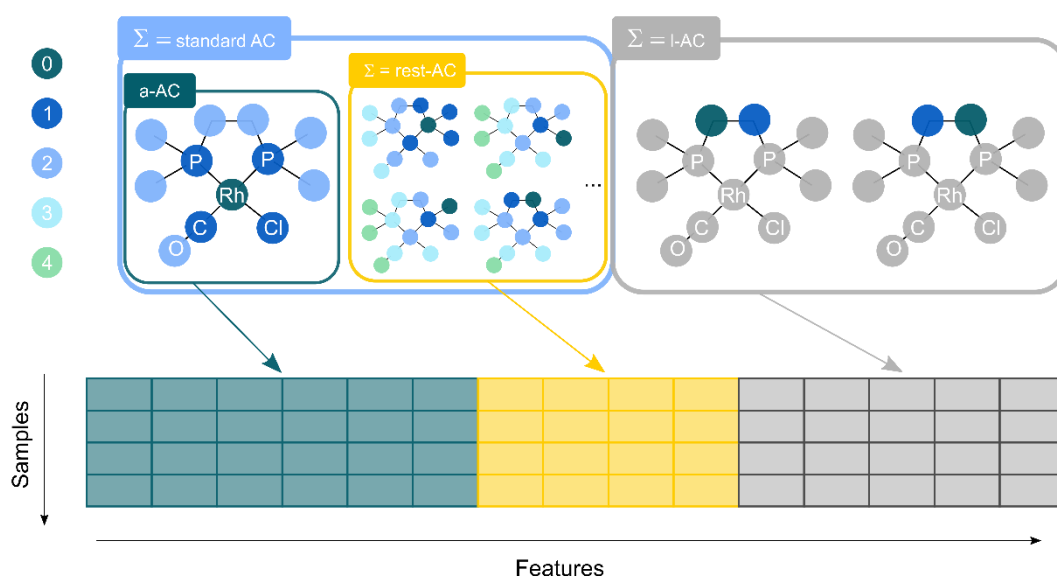 Σ = standard AC
Σ = l-AC
Σ = rest-AC
a-AC
0
1
2
3
4
P
P
Rh
C
Cl
O
...
P
P
Rh
C
Cl
O
P
P
Rh
C
Cl
O
Samples
Features